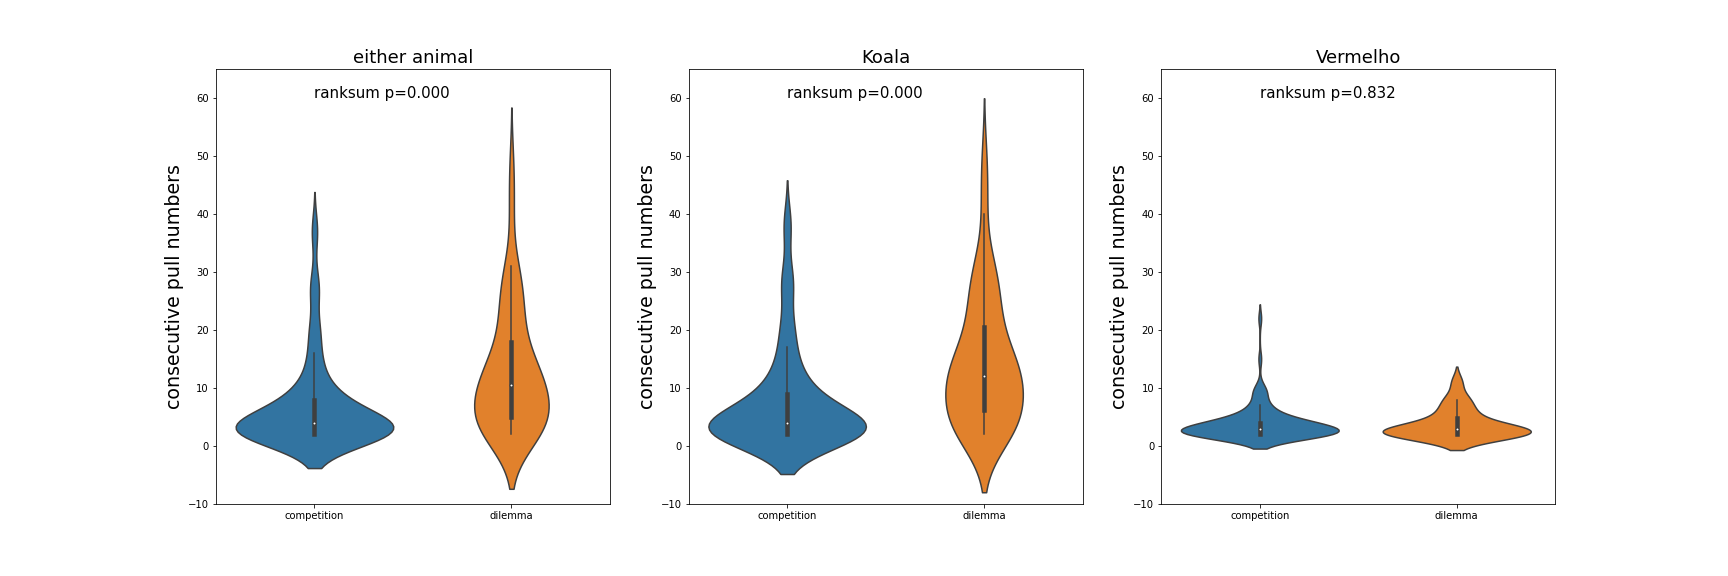 either animal
ranksum p=0.000
consecutive pull numbers
60
50
40
30
20
10
0
−10
competition
dilemma
Koala
ranksum p=0.000
consecutive pull numbers
60
50
40
30
20
10
0
−10
competition
dilemma
Vermelho
ranksum p=0.832
consecutive pull numbers
60
50
40
30
20
10
0
−10
competition
dilemma